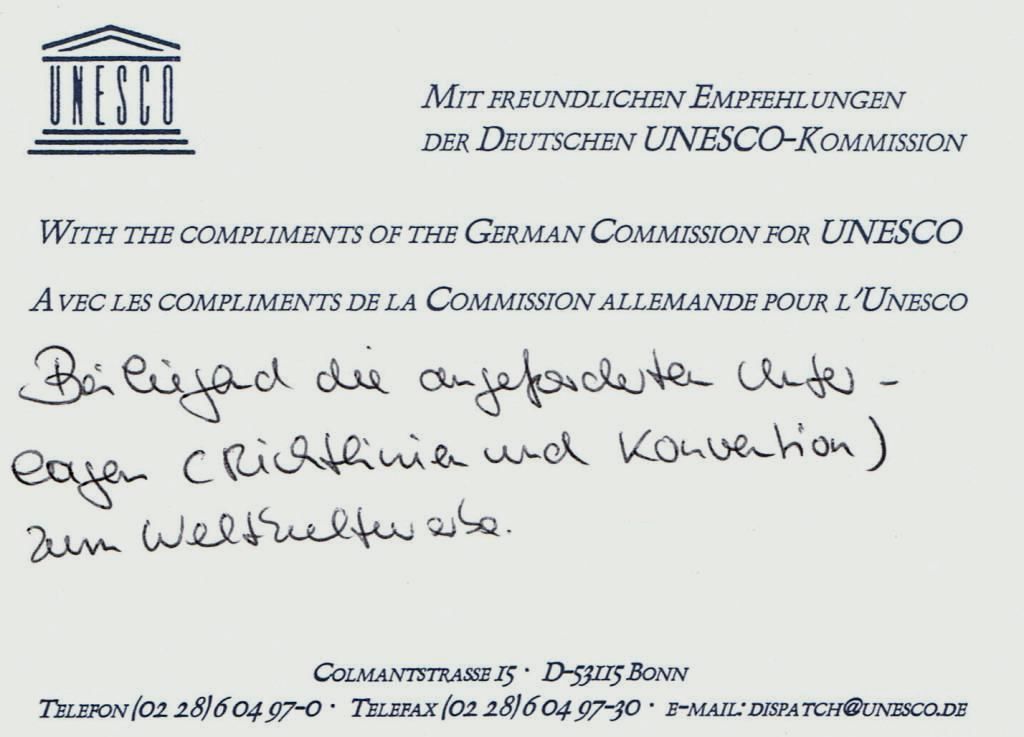 UNESCO
MIT FREUNDLICHEN EMPFEHLUNGEN
DER DEUTSCHEN UNESCO-KOMMISSION
WITH THE COMPLIMENTS OF THE GERMAN COMMISSION FOR UNESCO
AVEC LES COMPLIMENTS DE LA COMMISSION ALLEMANDE POUR L'UNESCO
Beiliegend die angeforderten Unter-
lagen (Richtlinien und Konvention)
zum Weltkulturerbe.
COLMANTSTRASSE 15 · D-53115 BONN
TELEFON (02 28) 6 04 97-0 · TELEFAX (02 28) 6 04 97-30 · E-MAIL: DISPATCH@UNESCO.DE